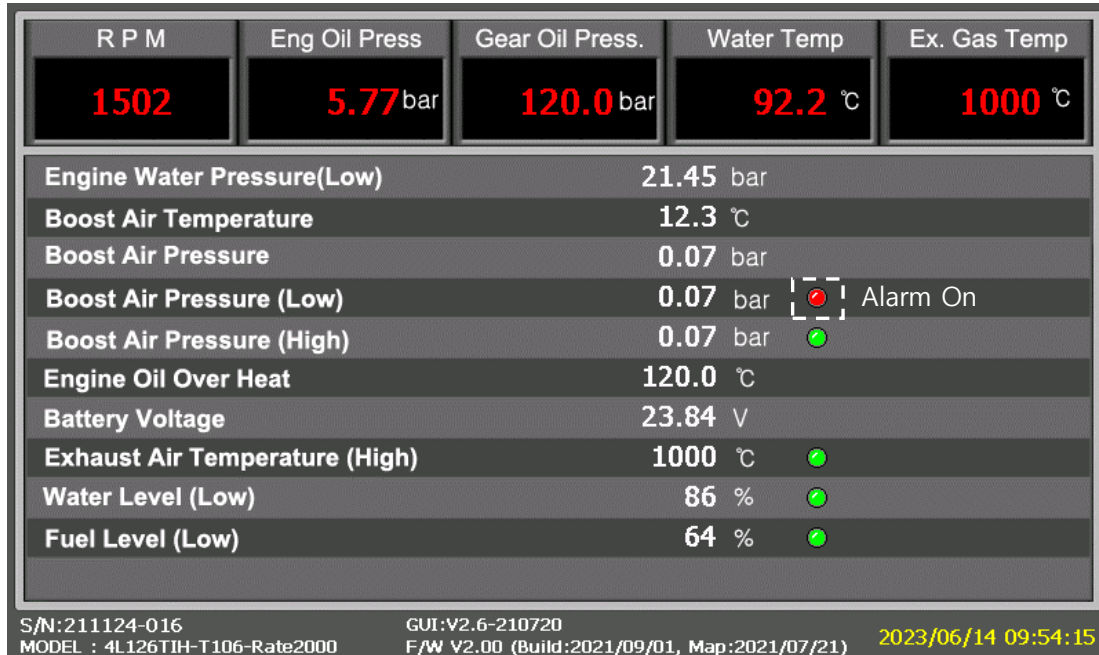 RPM Eng Oil Press Gear Oil Press. Water Temp Ex. Gas Temp
1502 5.77 bar 120.0 bar 92.2 ℃ 1000 ℃
Engine Water Pressure(Low) 21.45 bar
Boost Air Temperature 12.3 ℃
Boost Air Pressure 0.07 bar
Boost Air Pressure (Low) 0.07 bar Alarm On
Boost Air Pressure (High) 0.07 bar
Engine Oil Over Heat 120.0 ℃
Battery Voltage 23.84 V
Exhaust Air Temperature (High) 1000 ℃
Water Level (Low) 86 %
Fuel Level (Low) 64 %
S/N:211124-016 GUI:V2.6-210720
MODEL : 4L126TIH-T106-Rate2000 F/W V2.00 (Build:2021/09/01, Map:2021/07/21) 2023/06/14 09:54:15